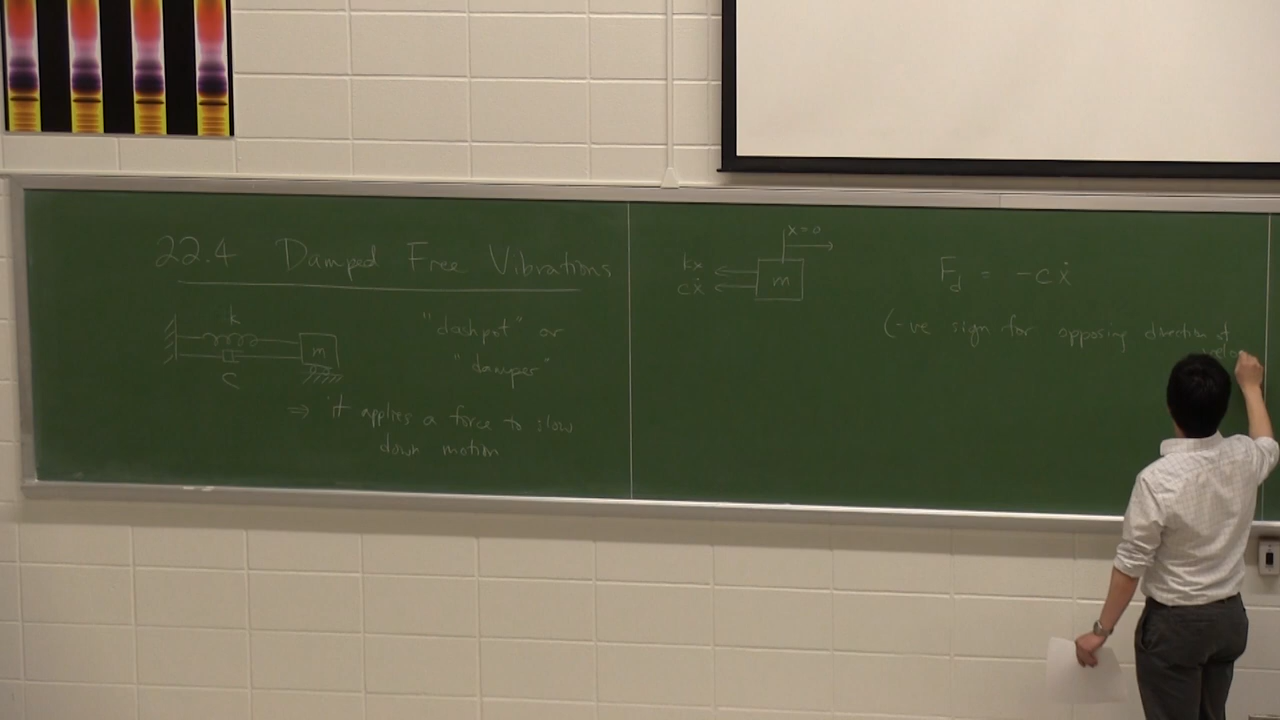 22.4 Damped Free Vibrations
k
m
C
"dashpot" or
"damper"
⇒ it applies a force to slow
down motion
x=0
kx
cẋ
m
F_d = -cẋ
(-ve sign for opposing direction of